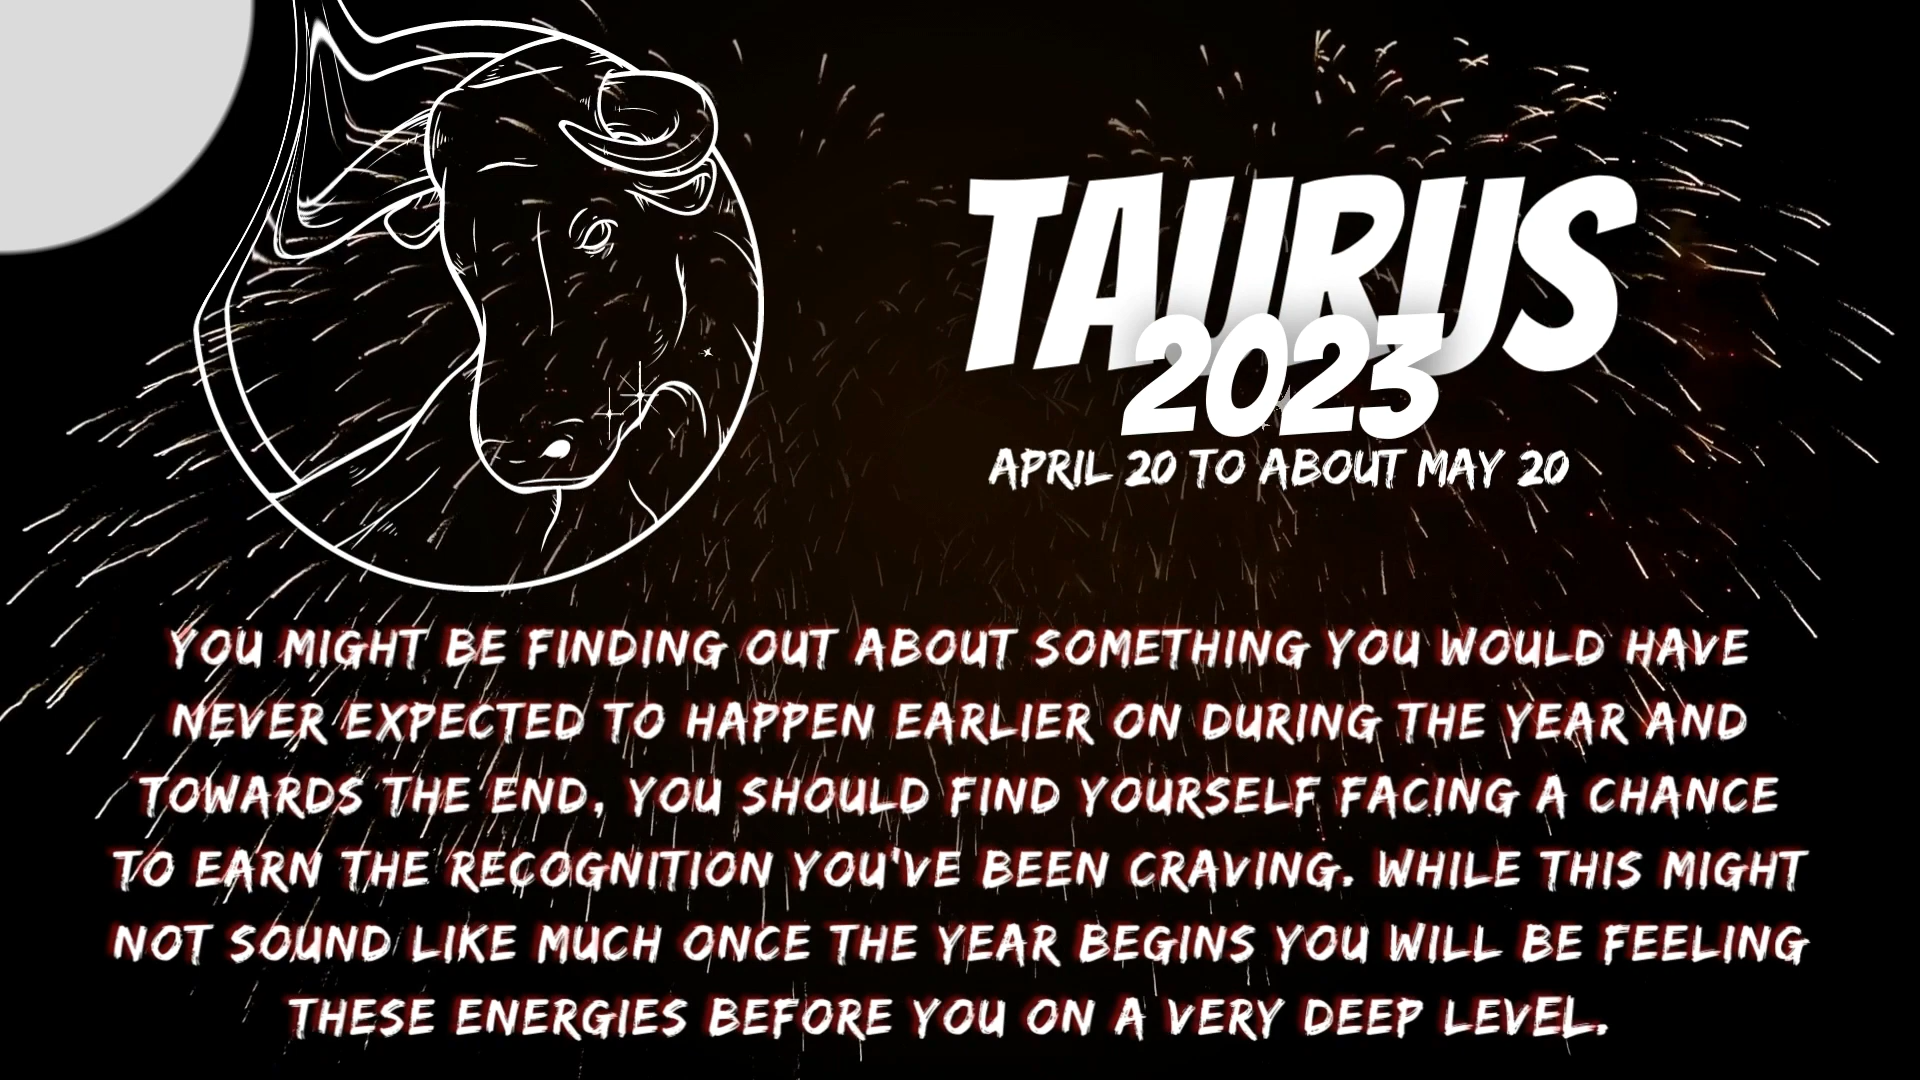 TAURUS
2023
APRIL 20 TO ABOUT MAY 20
YOU MIGHT BE FINDING OUT ABOUT SOMETHING YOU WOULD HAVE
NEVER EXPECTED TO HAPPEN EARLIER ON DURING THE YEAR AND
TOWARDS THE END, YOU SHOULD FIND YOURSELF FACING A CHANCE
TO EARN THE RECOGNITION YOU'VE BEEN CRAVING. WHILE THIS MIGHT
NOT SOUND LIKE MUCH ONCE THE YEAR BEGINS YOU WILL BE FEELING
THESE ENERGIES BEFORE YOU ON A VERY DEEP LEVEL.